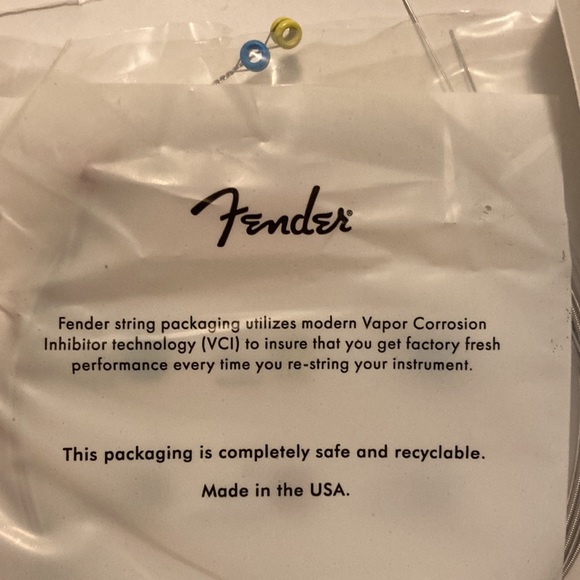 Fender®
Fender string packaging utilizes modern Vapor Corrosion
Inhibitor technology (VCI) to insure that you get factory fresh
performance every time you re-string your instrument.
This packaging is completely safe and recyclable.
Made in the USA.